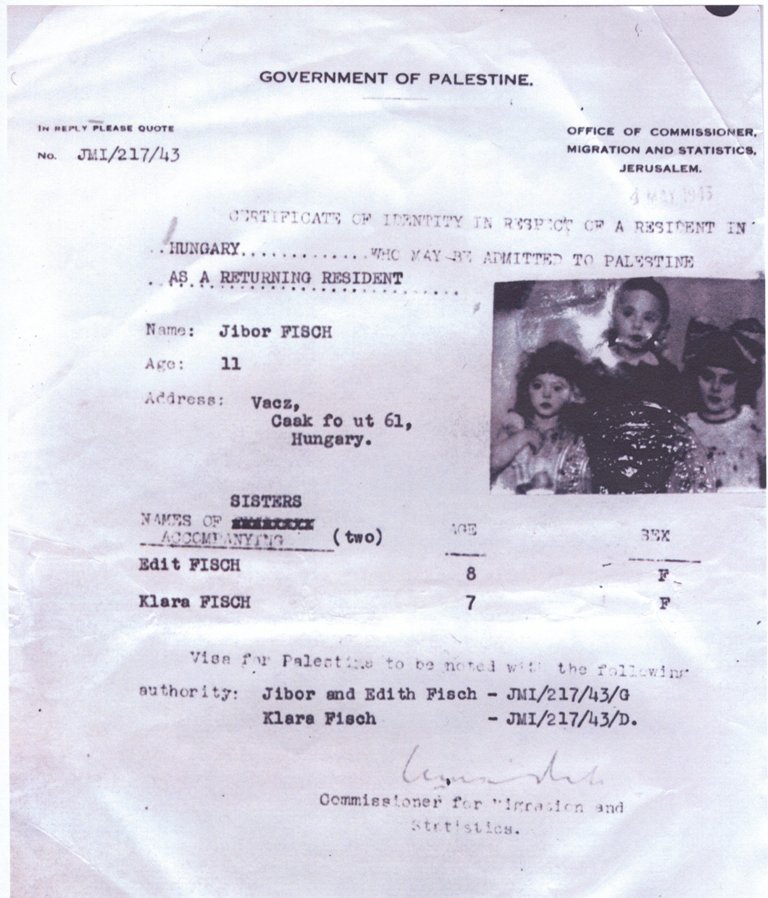 GOVERNMENT OF PALESTINE.
IN REPLY PLEASE QUOTE
No. JMI/217/43
OFFICE OF COMMISSIONER,
MIGRATION AND STATISTICS,
JERUSALEM.
4 MAY 1943
CERTIFICATE OF IDENTITY IN RESPECT OF A RESIDENT IN
..HUNGARY.............WHO MAY BE ADMITTED TO PALESTINE
..AS A RETURNING RESIDENT
Name: Jibor FISCH
Age: 11
Address: Vacz,
Caak fo ut 61,
Hungary.
SISTERS
NAMES OF
ACCOMPANYING (two)
AGE
SEX
Edit FISCH 8 F
Klara FISCH 7 F
Visa for Palestine to be noted with the following
authority: Jibor and Edith Fisch - JMI/217/43/G
Klara Fisch - JMI/217/43/D.
Commissioner for Migration and
Statistics.